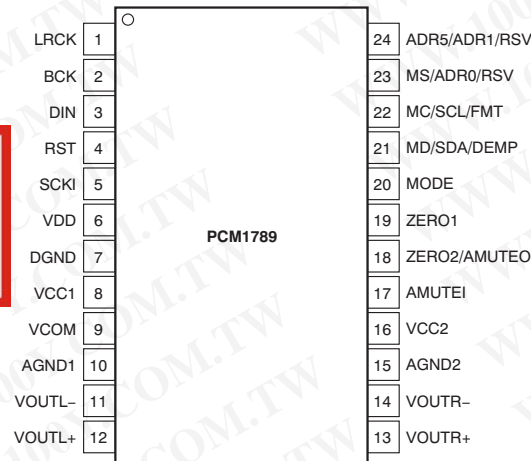 LRCK 1 24 ADR5/ADR1/RSV
BCK 2 23 MS/ADR0/RSV
DIN 3 22 MC/SCL/FMT
RST 4 21 MD/SDA/DEMP
SCKI 5 20 MODE
VDD 6 19 ZERO1
PCM1789
DGND 7 18 ZERO2/AMUTEO
VCC1 8 17 AMUTEI
VCOM 9 16 VCC2
AGND1 10 15 AGND2
VOUTL− 11 14 VOUTR−
VOUTL+ 12 13 VOUTR+